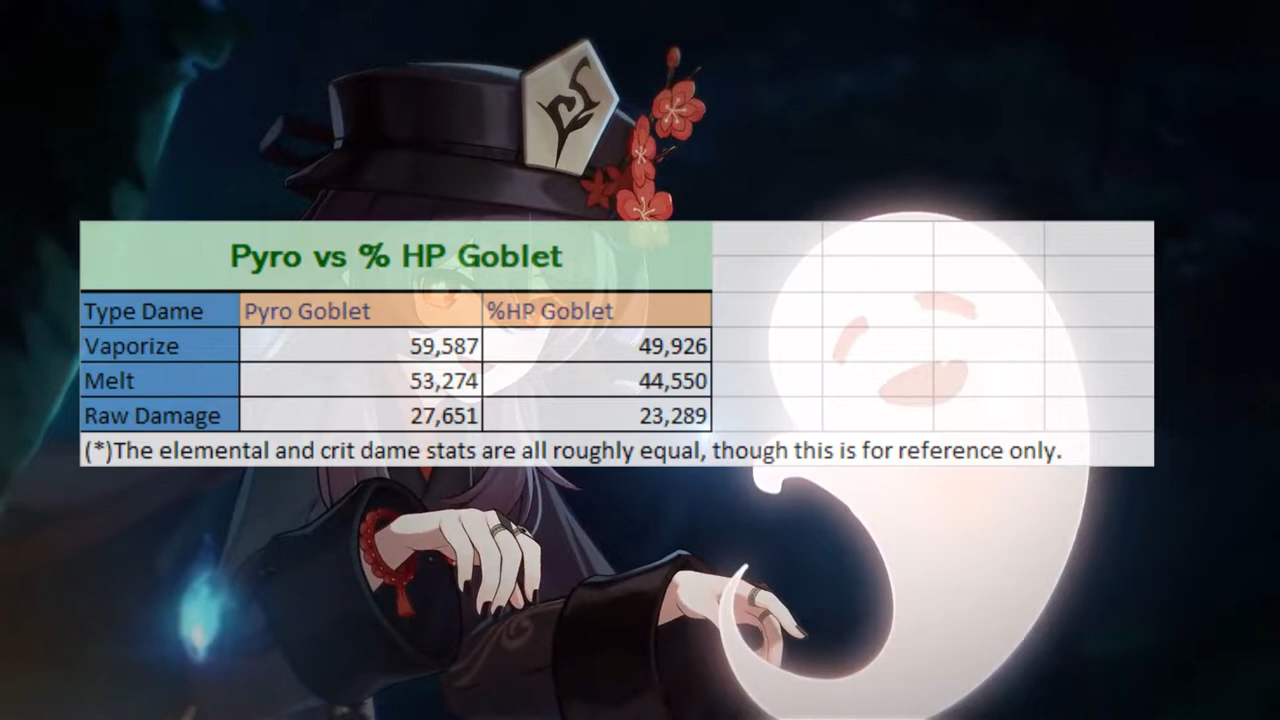 Pyro vs % HP Goblet
Type Dame Pyro Goblet %HP Goblet
Vaporize 59,587 49,926
Melt 53,274 44,550
Raw Damage 27,651 23,289
(*)The elemental and crit dame stats are all roughly equal, though this is for reference only.